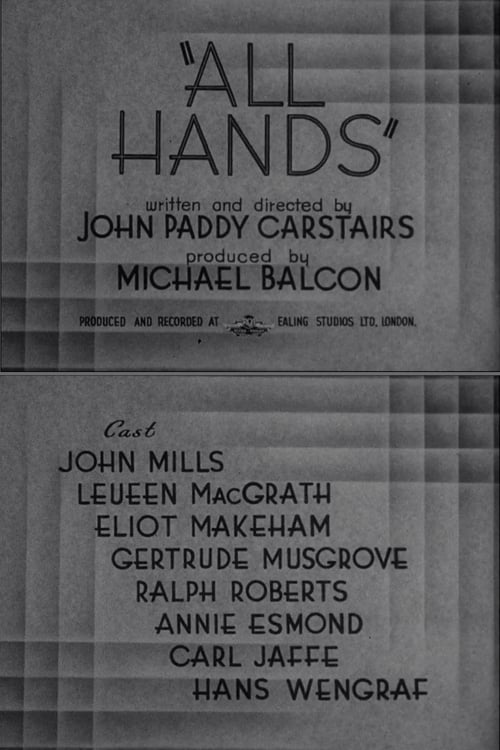 "ALL
HANDS"
written and directed by
JOHN PADDY CARSTAIRS
produced by
MICHAEL BALCON
PRODUCED AND RECORDED AT EALING STUDIOS LTD. LONDON.
Cast
JOHN MILLS
LEUEEN MacGRATH
ELIOT MAKEHAM
GERTRUDE MUSGROVE
RALPH ROBERTS
ANNIE ESMOND
CARL JAFFE
HANS WENGRAF